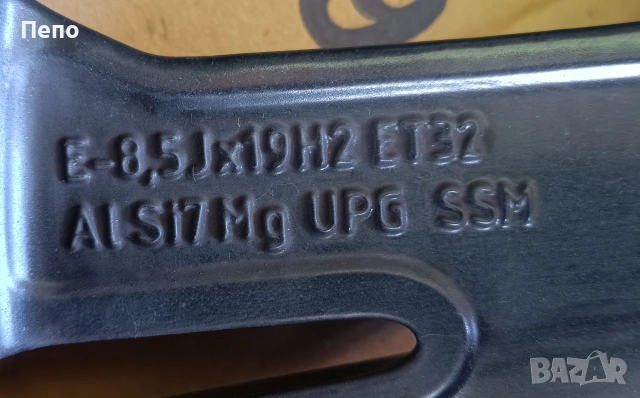 Пепо
E-8,5Jx19H2 ET32
AlSi7Mg UPG SSM
BAZAR